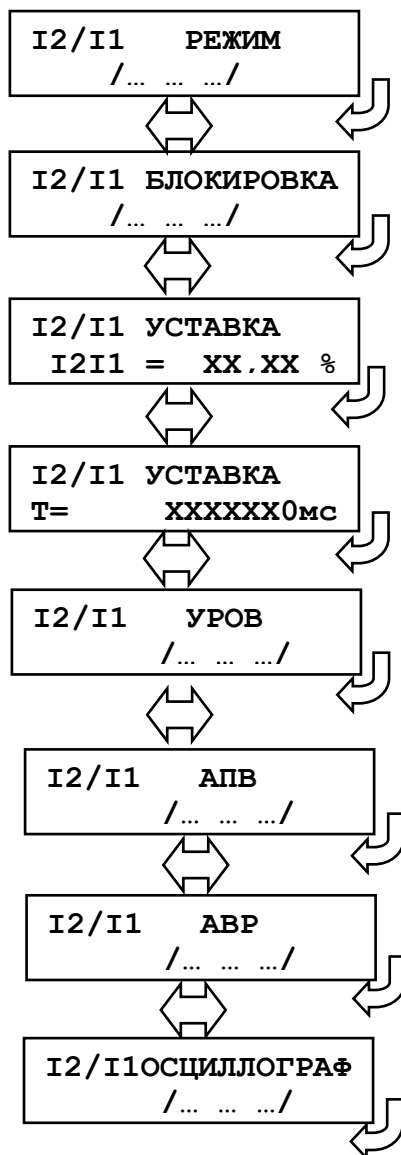 I2/I1 РЕЖИМ
/… … …/
I2/I1 БЛОКИРОВКА
/… … …/
I2/I1 УСТАВКА
I2I1 = XX,XX %
I2/I1 УСТАВКА
T= XXXXXX0мс
I2/I1 УРОВ
/… … …/
I2/I1 АПВ
/… … …/
I2/I1 АВР
/… … …/
I2/I1ОСЦИЛЛОГРАФ
/… … …/